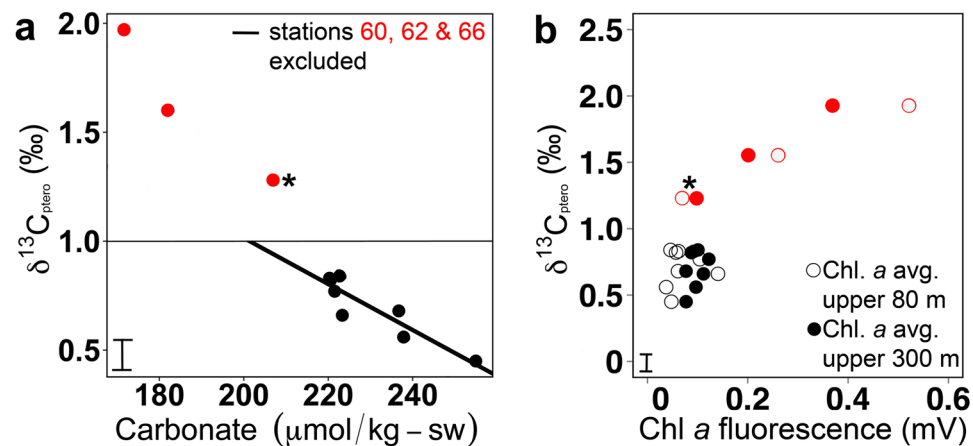 a
stations 60, 62 & 66
excluded
2.0
1.5
1.0
0.5
δ¹³Cptero (‰)
*
180 200 220 240
Carbonate (μmol/kg – sw)
b
2.5
2.0
1.5
1.0
0.5
0
δ¹³Cptero (‰)
*
Chl. a avg.
upper 80 m
Chl. a avg.
upper 300 m
0 0.2 0.4 0.6
Chl a fluorescence (mV)